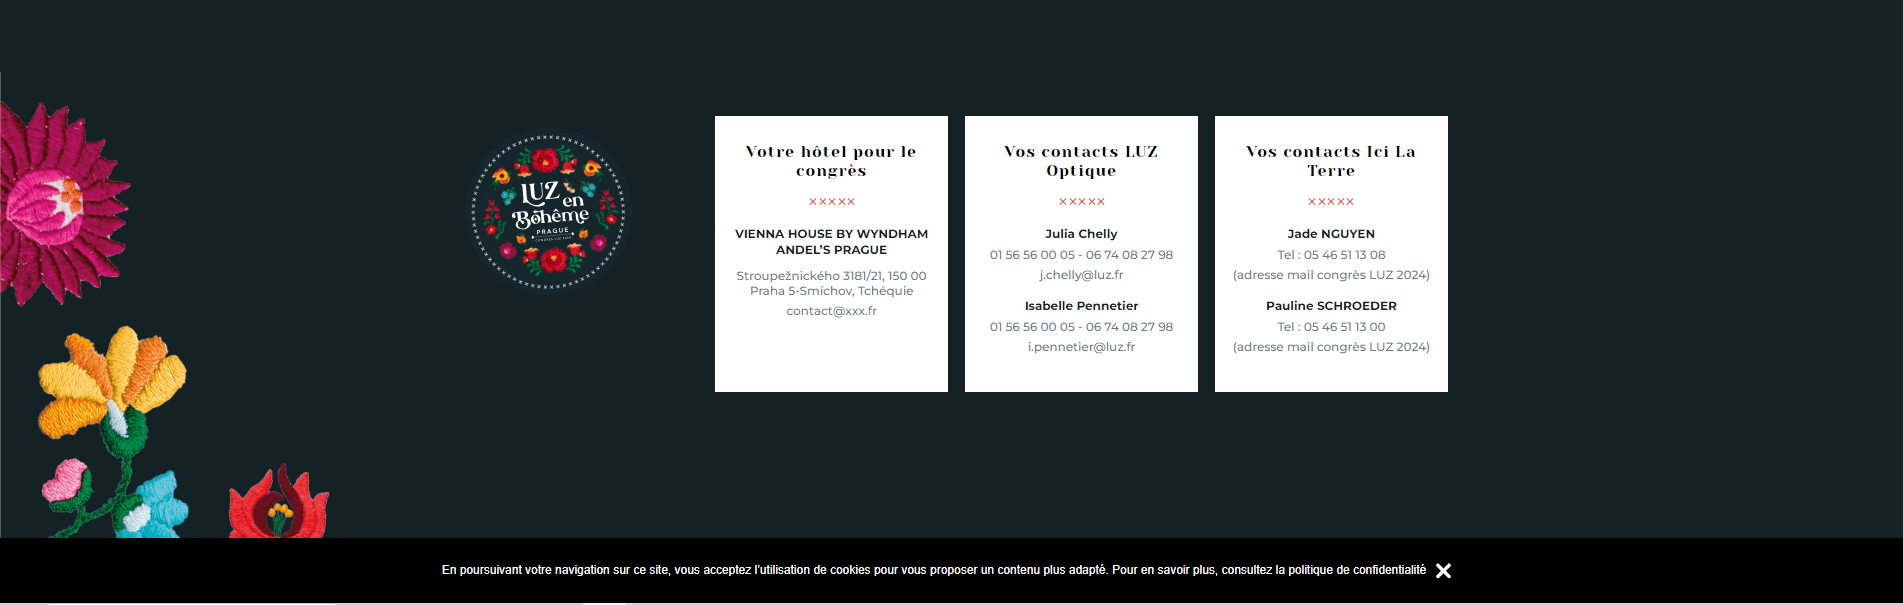 LUZ
en
Bohême
PRAGUE
CONGRÈS LUZ 2024
Votre hôtel pour le
congrès
×××××
VIENNA HOUSE BY WYNDHAM
ANDEL’S PRAGUE
Stroupežnického 3181/21, 150 00
Praha 5-Smíchov, Tchéquie
contact@xxx.fr
Vos contacts LUZ
Optique
×××××
Julia Chelly
01 56 56 00 05 - 06 74 08 27 98
j.chelly@luz.fr
Isabelle Pennetier
01 56 56 00 05 - 06 74 08 27 98
i.pennetier@luz.fr
Vos contacts Ici La
Terre
×××××
Jade NGUYEN
Tel : 05 46 51 13 08
(adresse mail congrès LUZ 2024)
Pauline SCHROEDER
Tel : 05 46 51 13 00
(adresse mail congrès LUZ 2024)
En poursuivant votre navigation sur ce site, vous acceptez l’utilisation de cookies pour vous proposer un contenu plus adapté. Pour en savoir plus, consultez la politique de confidentialité